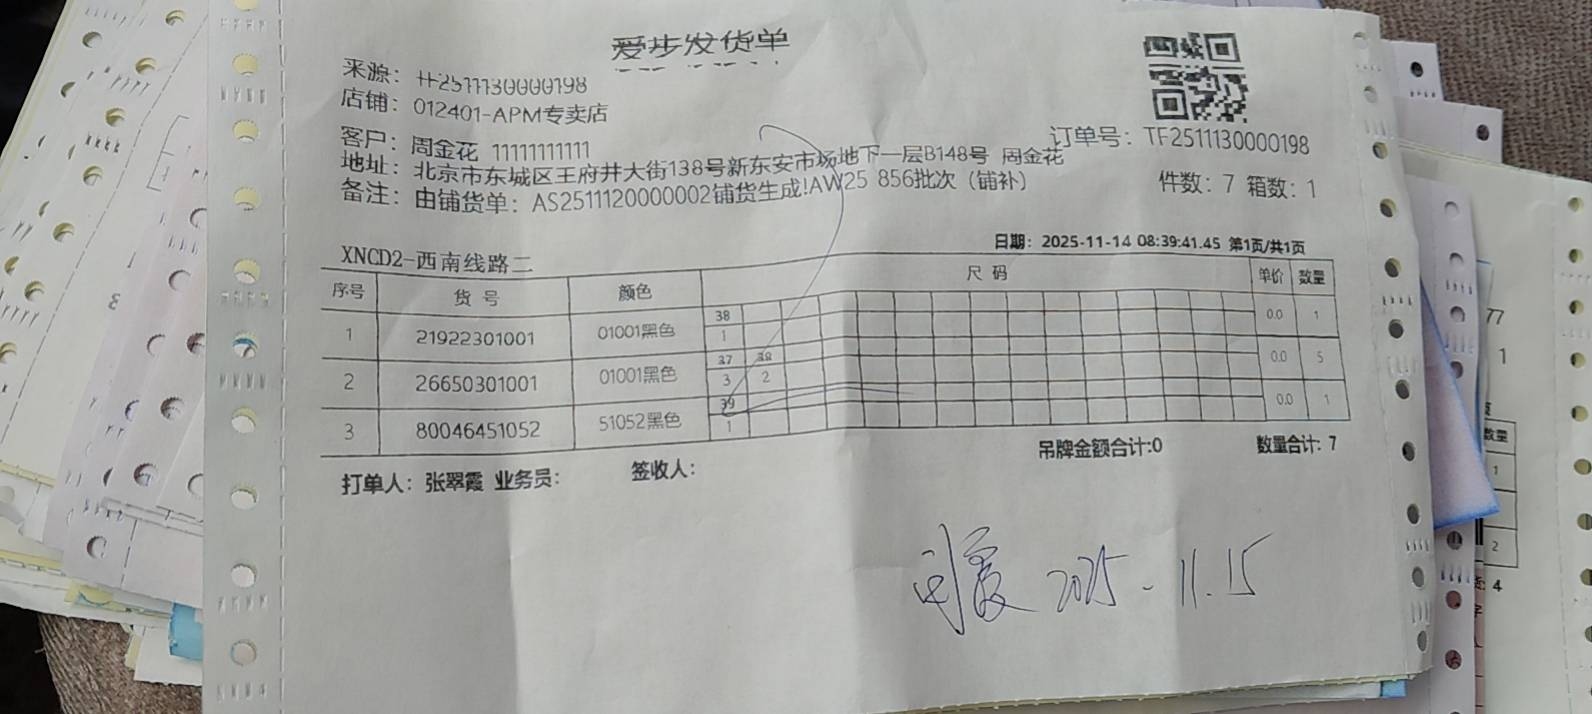 爱步发货单
来源：TF2511130000198
店铺：012401-APM专卖店
客户：周金花 11111111111
订单号：TF2511130000198
地址：北京市东城区王府井大街138号新东安市场地下一层B148号 周金花
备注：由铺货单：AS2511120000002铺货生成!AW25 856批次（铺补）
件数：7 箱数：1
日期：2025-11-14 08:39:41.45 第1页/共1页
XNCD2-西南线路二
序号 货号 颜色 尺码 单价 数量
38
1 21922301001 01001黑色 1 0.0 1
37 38
2 26650301001 01001黑色 3 2 0.0 5
39
3 80046451052 51052黑色 1 0.0 1
吊牌金额合计:0 数量合计: 7
打单人：张翠霞 业务员： 签收人：
2025-11.15
77
1
数量
1
2
4